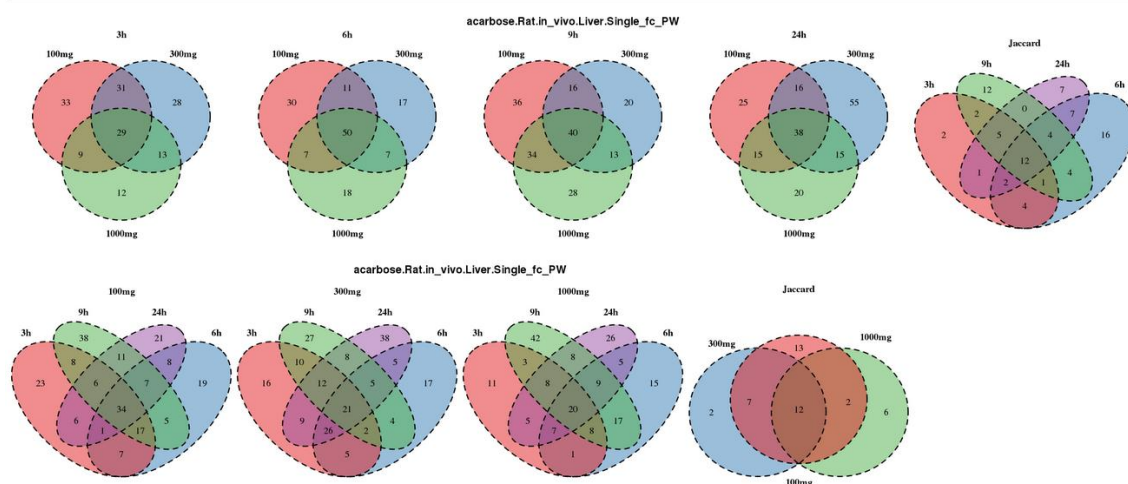 acarbose.Rat.in_vivo.Liver.Single_fc_PW
3h
100mg
300mg
33
31
28
29
9
13
12
1000mg
6h
100mg
300mg
30
11
17
50
7
7
18
1000mg
9h
100mg
300mg
36
16
20
40
34
13
28
1000mg
24h
100mg
300mg
25
16
55
38
15
15
20
1000mg
Jaccard
9h
24h
3h
6h
12
7
2
0
7
2
5
4
16
12
1
4
2
1
4
acarbose.Rat.in_vivo.Liver.Single_fc_PW
100mg
9h
24h
3h
6h
38
21
8
11
8
23
6
7
19
34
6
5
1
17
7
300mg
9h
24h
3h
6h
27
38
10
8
5
16
12
5
17
21
9
4
26
2
5
1000mg
9h
24h
3h
6h
42
26
3
8
5
11
8
9
15
20
5
17
7
8
1
Jaccard
300mg
1000mg
13
7
2
2
12
6
100mg